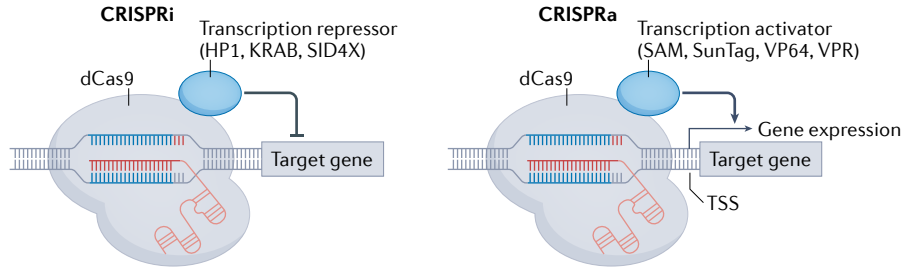 CRISPRi
Transcription repressor
(HP1, KRAB, SID4X)
dCas9
Target gene
CRISPRa
Transcription activator
(SAM, SunTag, VP64, VPR)
dCas9
Gene expression
Target gene
TSS